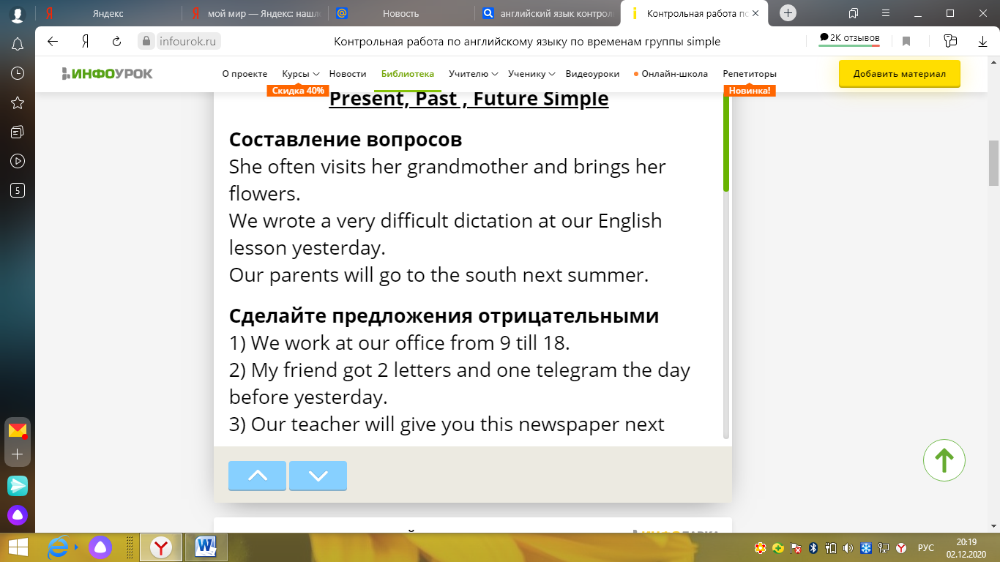 Яндекс
мой мир — Яндекс: нашл
Новость
английский язык контрол
Контрольная работа по
infourok.ru
Контрольная работа по английскому языку по временам группы simple
2К отзывов
ИНФОУРОК
О проекте
Курсы
Новости
Библиотека
Учителю
Ученику
Видеоуроки
Онлайн-школа
Репетиторы
Добавить материал
Скидка 40%
Новинка!
Present, Past , Future Simple
Составление вопросов
She often visits her grandmother and brings her
flowers.
We wrote a very difficult dictation at our English
lesson yesterday.
Our parents will go to the south next summer.
Сделайте предложения отрицательными
1) We work at our office from 9 till 18.
2) My friend got 2 letters and one telegram the day
before yesterday.
3) Our teacher will give you this newspaper next
5
РУС
20:19
02.12.2020